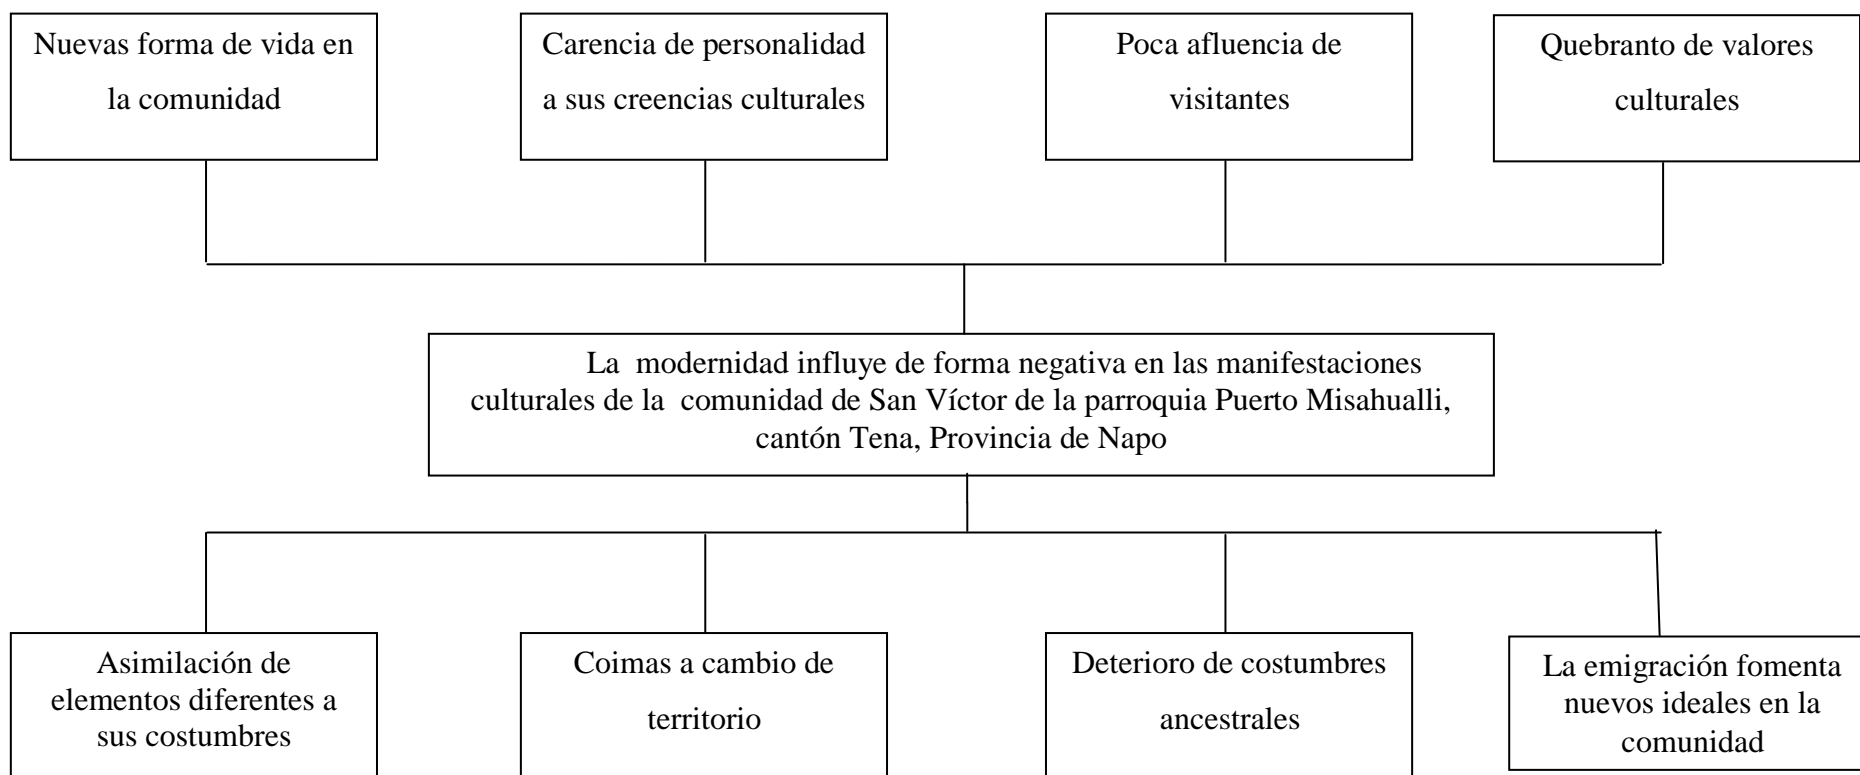 Nuevas forma de vida en
la comunidad
Carencia de personalidad
a sus creencias culturales
Poca afluencia de
visitantes
Quebranto de valores
culturales
La modernidad influye de forma negativa en las manifestaciones
culturales de la comunidad de San Víctor de la parroquia Puerto Misahualli,
cantón Tena, Provincia de Napo
Asimilación de
elementos diferentes a
sus costumbres
Coimas a cambio de
territorio
Deterioro de costumbres
ancestrales
La emigración fomenta
nuevos ideales en la
comunidad